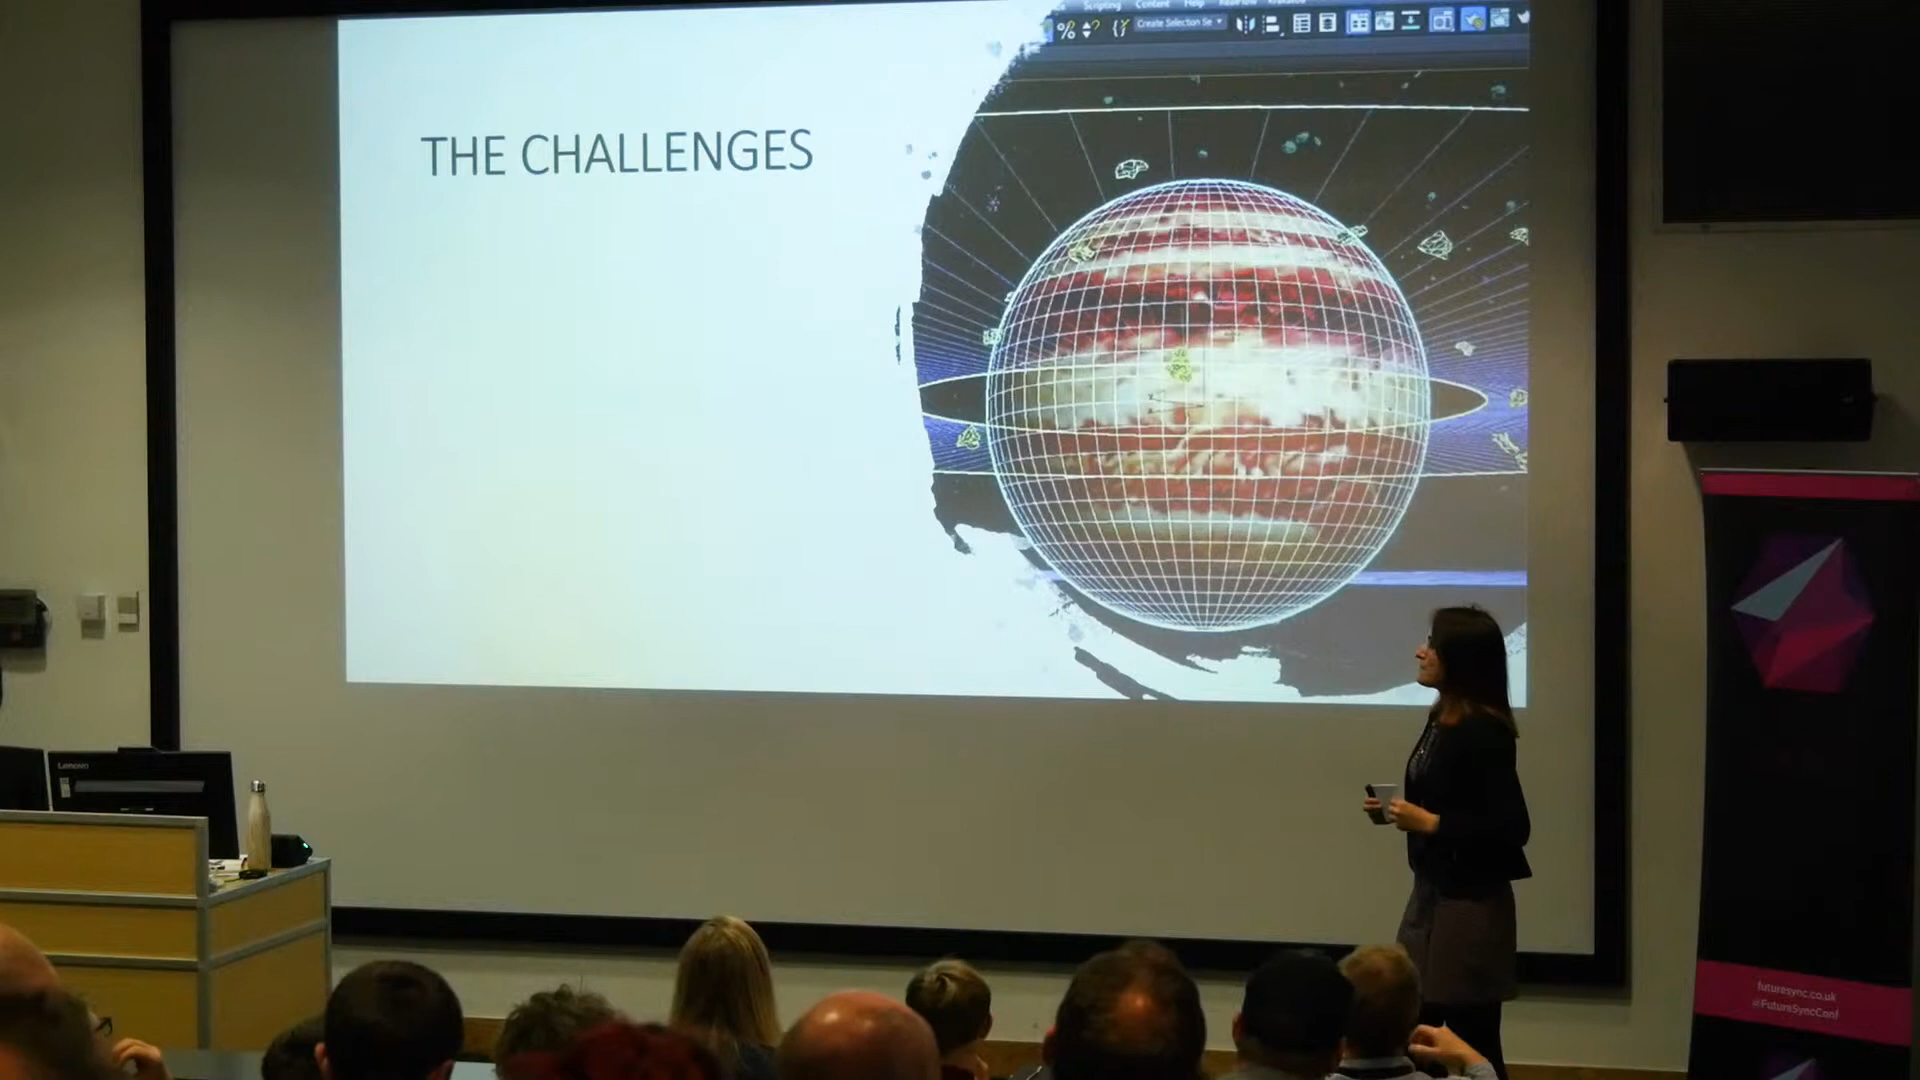 Scripting Content Help
Create Selection Se
THE CHALLENGES
Lenovo
futuresync.co.uk
@FutureSyncConf